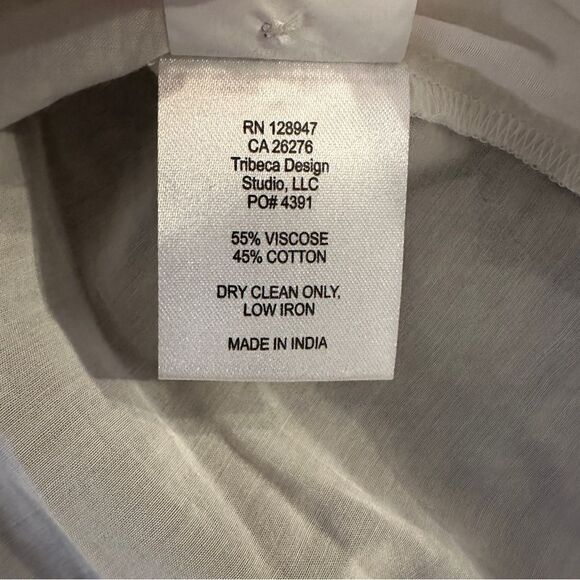 RN 128947
CA 26276
Tribeca Design
Studio, LLC
PO# 4391
55% VISCOSE
45% COTTON
DRY CLEAN ONLY,
LOW IRON
MADE IN INDIA